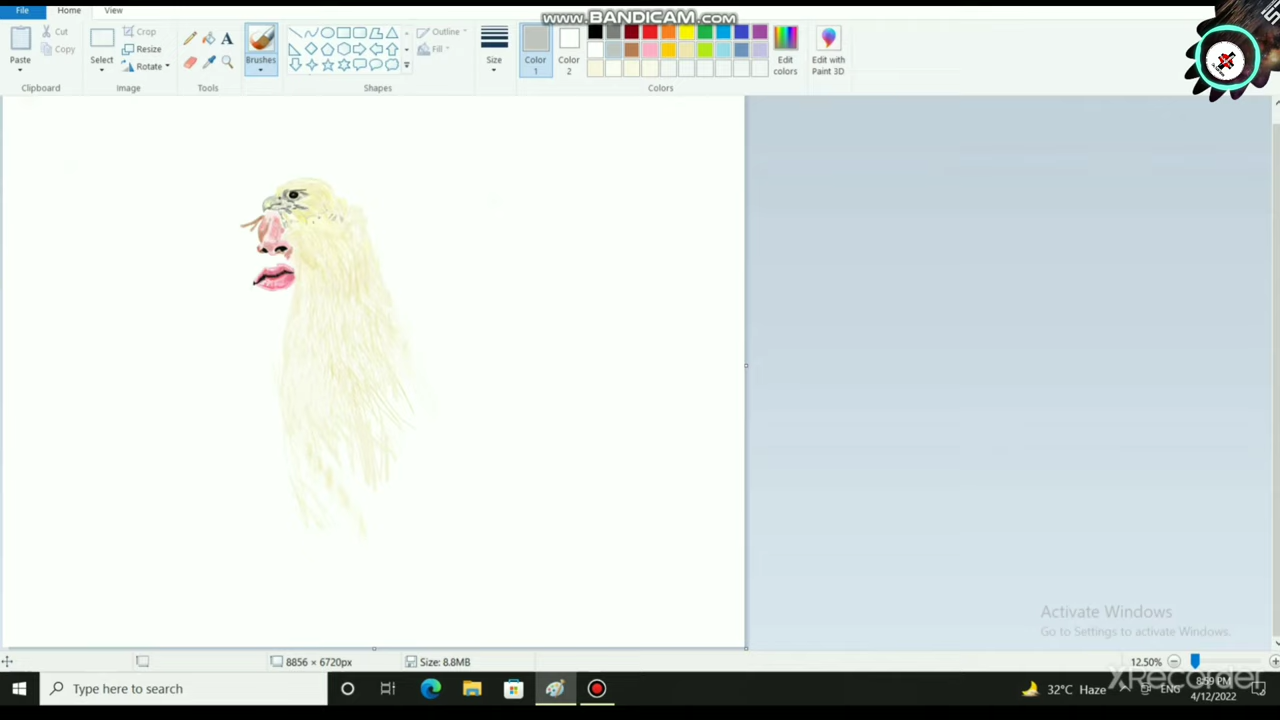 www.BANDICAM.com
File
Home
View
Paste
Cut
Copy
Clipboard
Select
Crop
Resize
Rotate
Image
A
Tools
Brushes
Outline
Fill
Shapes
Size
Color 1
Color 2
Edit colors
Edit with Paint 3D
Colors
Activate Windows
Go to Settings to activate Windows.
8856 × 6720px
Size: 8.8MB
12.50%
XRecorder
Type here to search
32°C Haze
ENG
8:59 PM
4/12/2022